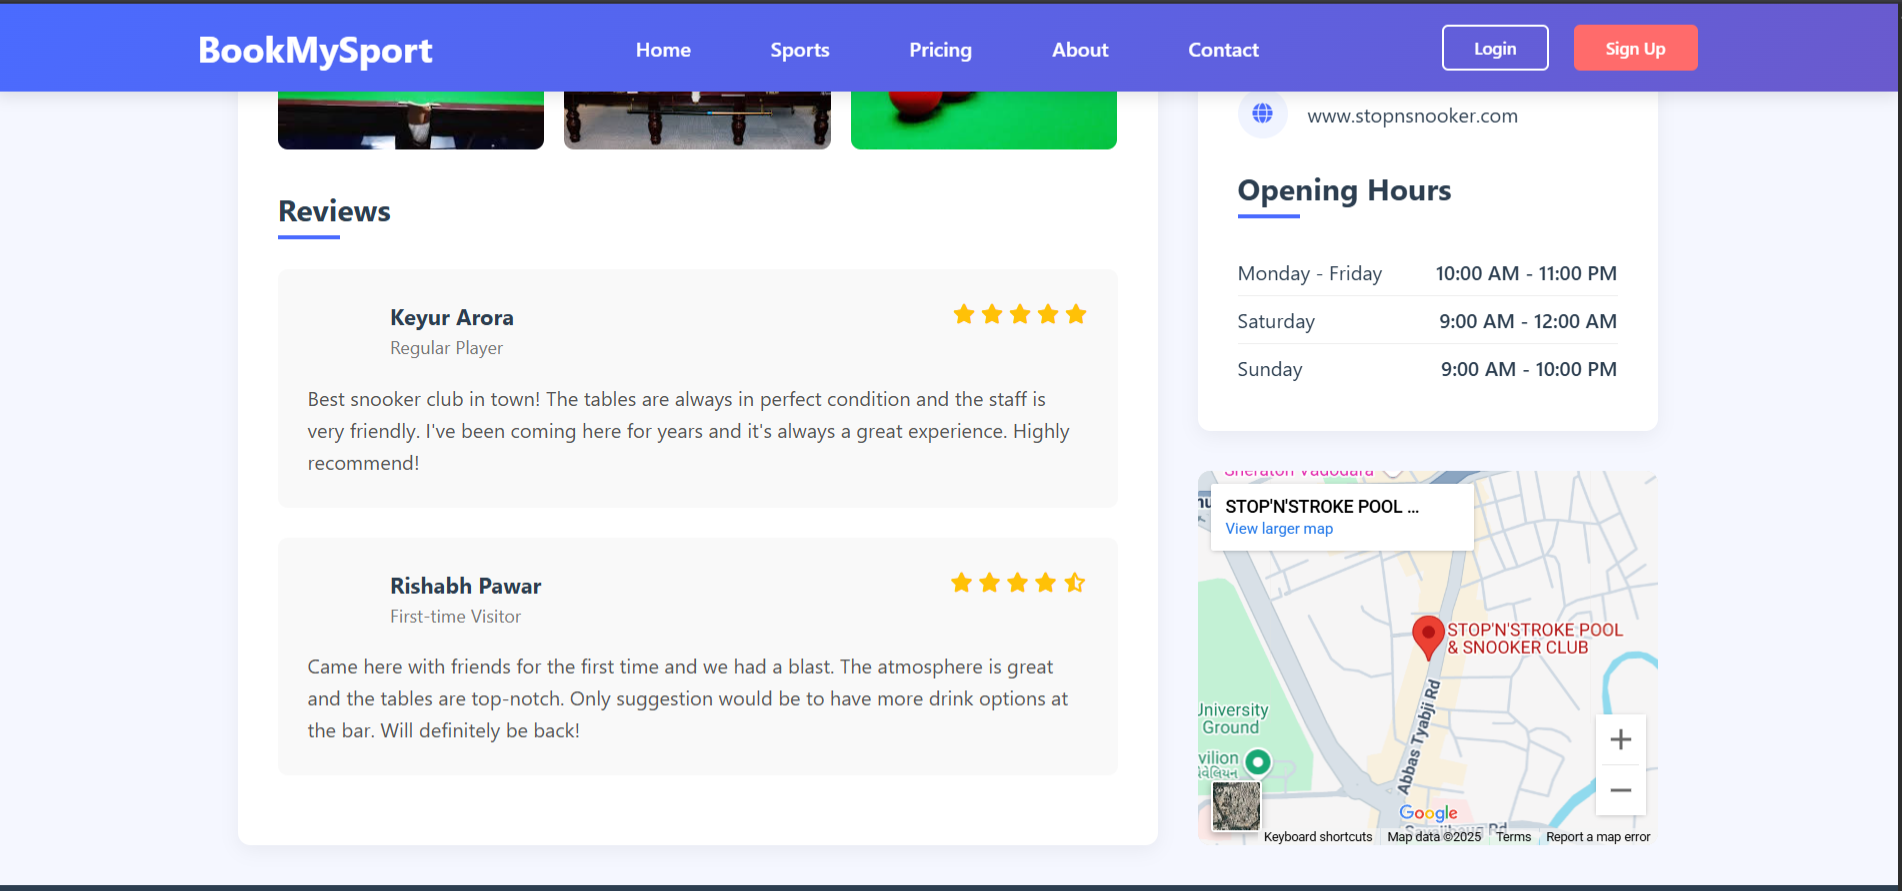 BookMySport
Home
Sports
Pricing
About
Contact
Login
Sign Up
Reviews
Keyur Arora
Regular Player
Best snooker club in town! The tables are always in perfect condition and the staff is
very friendly. I've been coming here for years and it's always a great experience. Highly
recommend!
Rishabh Pawar
First-time Visitor
Came here with friends for the first time and we had a blast. The atmosphere is great
and the tables are top-notch. Only suggestion would be to have more drink options at
the bar. Will definitely be back!
www.stopnsnooker.com
Opening Hours
Monday - Friday 10:00 AM - 11:00 PM
Saturday 9:00 AM - 12:00 AM
Sunday 9:00 AM - 10:00 PM
Sheraton Vadodara
STOP'N'STROKE POOL ...
View larger map
STOP'N'STROKE POOL
& SNOOKER CLUB
Abbas Tyabji Rd
University
Ground
vilion
Google
Keyboard shortcuts
Map data ©2025
Terms
Report a map error